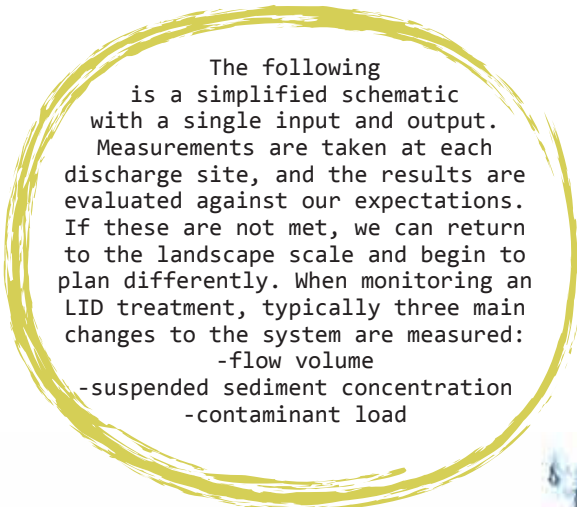 The following
is a simplified schematic
with a single input and output.
Measurements are taken at each
discharge site, and the results are
evaluated against our expectations.
If these are not met, we can return
to the landscape scale and begin to
plan differently. When monitoring an
LID treatment, typically three main
changes to the system are measured:
-flow volume
-suspended sediment concentration
-contaminant load